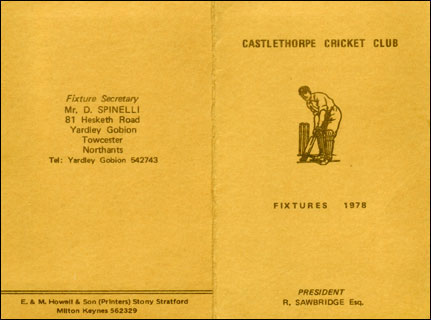 Fixture Secretary
Mr. D. SPINELLI
81 Hesketh Road
Yardley Gobion
Towcester
Northants
Tel: Yardley Gobion 542743
E. & M. Howell & Son (Printers) Stony Stratford
Milton Keynes 562329
CASTLETHORPE CRICKET CLUB
FIXTURES 1978
PRESIDENT
R. SAWBRIDGE Esq.